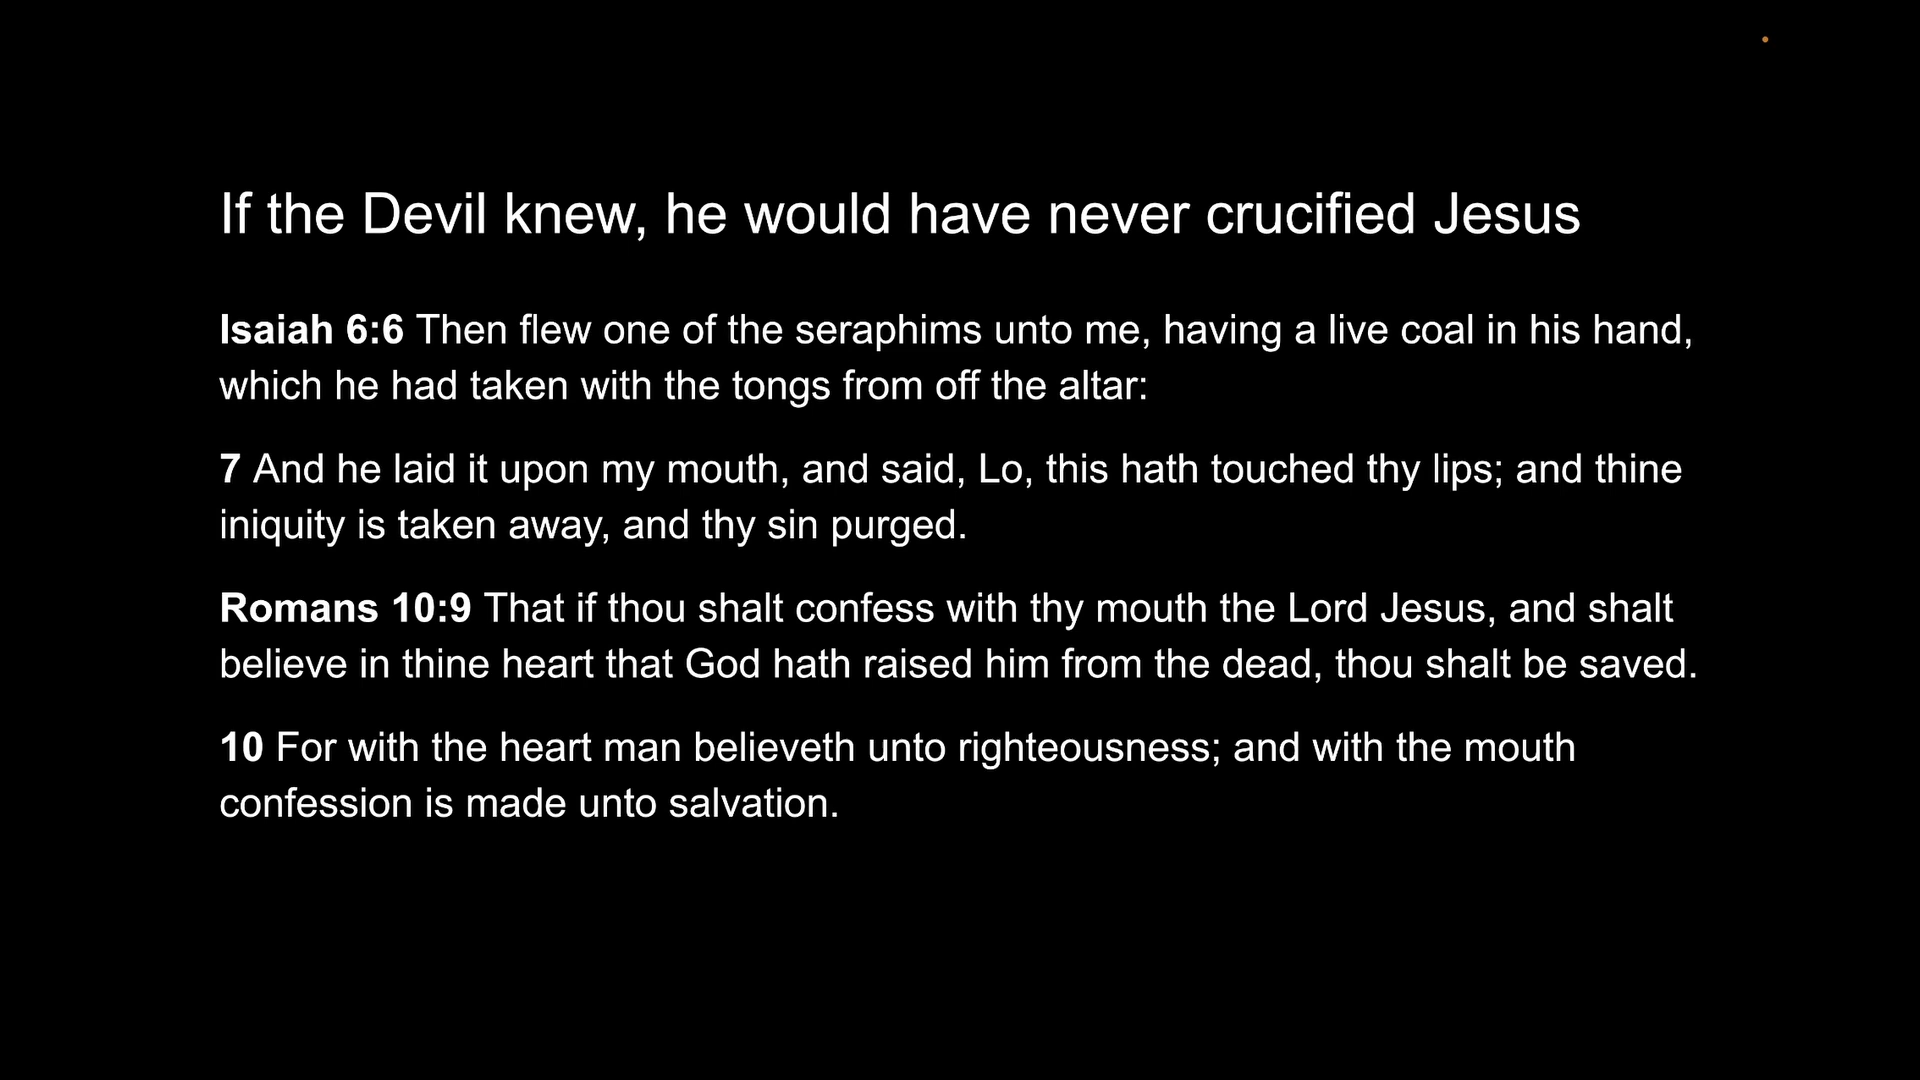 If the Devil knew, he would have never crucified Jesus
Isaiah 6:6 Then flew one of the seraphims unto me, having a live coal in his hand,
which he had taken with the tongs from off the altar:
7 And he laid it upon my mouth, and said, Lo, this hath touched thy lips; and thine
iniquity is taken away, and thy sin purged.
Romans 10:9 That if thou shalt confess with thy mouth the Lord Jesus, and shalt
believe in thine heart that God hath raised him from the dead, thou shalt be saved.
10 For with the heart man believeth unto righteousness; and with the mouth
confession is made unto salvation.